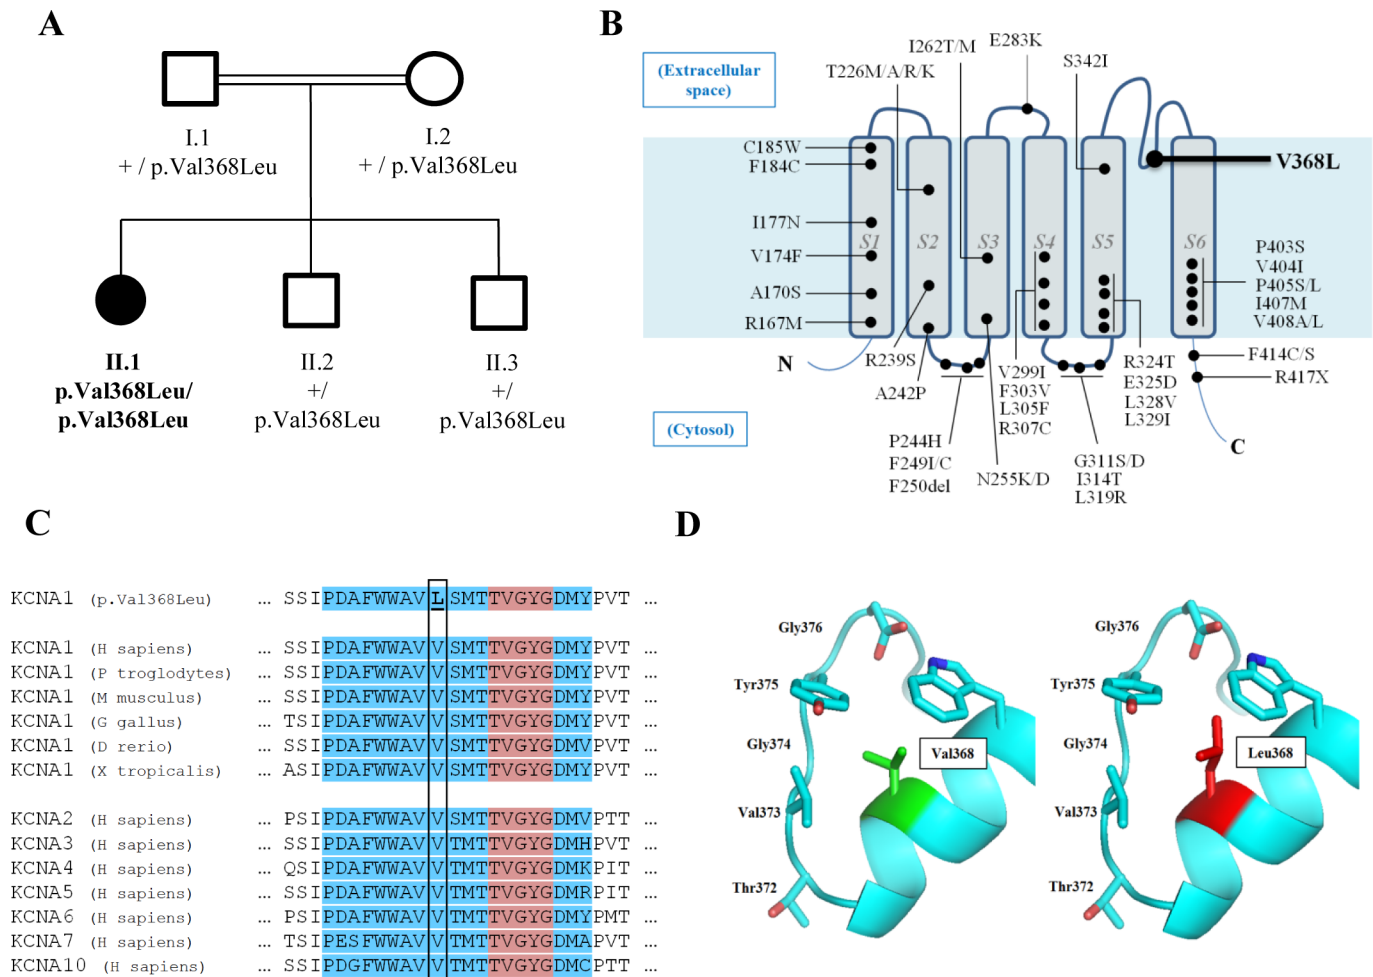 A
I.1
+ / p.Val368Leu
I.2
+ / p.Val368Leu
II.1
p.Val368Leu/
p.Val368Leu
II.2
+/
p.Val368Leu
II.3
+/
p.Val368Leu
B
(Extracellular
space)
(Cytosol)
T226M/A/R/K
I262T/M
E283K
S342I
V368L
C185W
F184C
I177N
V174F
A170S
R167M
S1
S2
S3
S4
S5
S6
P403S
V404I
P405S/L
I407M
V408A/L
F414C/S
R417X
N
C
R239S
A242P
P244H
F249I/C
F250del
N255K/D
V299I
F303V
L305F
R307C
G311S/D
I314T
L319R
R324T
E325D
L328V
L329I
C
KCNA1 (p.Val368Leu) ... SSIPDAFWWAVLSMTTVGYGDMYPVT ...
KCNA1 (H sapiens) ... SSIPDAFWWAVVSMTTVGYGDMYPVT ...
KCNA1 (P troglodytes) ... SSIPDAFWWAVVSMTTVGYGDMYPVT ...
KCNA1 (M musculus) ... SSIPDAFWWAVVSMTTVGYGDMYPVT ...
KCNA1 (G gallus) ... TSIPDAFWWAVVSMTTVGYGDMYPVT ...
KCNA1 (D rerio) ... SSIPDAFWWAVVSMTTVGYGDMVPVT ...
KCNA1 (X tropicalis) ... ASIPDAFWWAVVSMTTVGYGDMYPVT ...
KCNA2 (H sapiens) ... PSIPDAFWWAVVSMTTVGYGDMVPTT ...
KCNA3 (H sapiens) ... SSIPDAFWWAVVTMTTVGYGDMHPVT ...
KCNA4 (H sapiens) ... QSIPDAFWWAVVTMTTVGYGDMKPIT ...
KCNA5 (H sapiens) ... SSIPDAFWWAVVTMTTVGYGDMRPIT ...
KCNA6 (H sapiens) ... PSIPDAFWWAVVTMTTVGYGDMYPMT ...
KCNA7 (H sapiens) ... TSIPESFWWAVVTMTTVGYGDMAPVT ...
KCNA10 (H sapiens) ... SSIPDGFWWAVVTMTTVGYGDMCPTT ...
D
Gly376
Tyr375
Gly374
Val373
Thr372
Val368
Gly376
Tyr375
Gly374
Val373
Thr372
Leu368